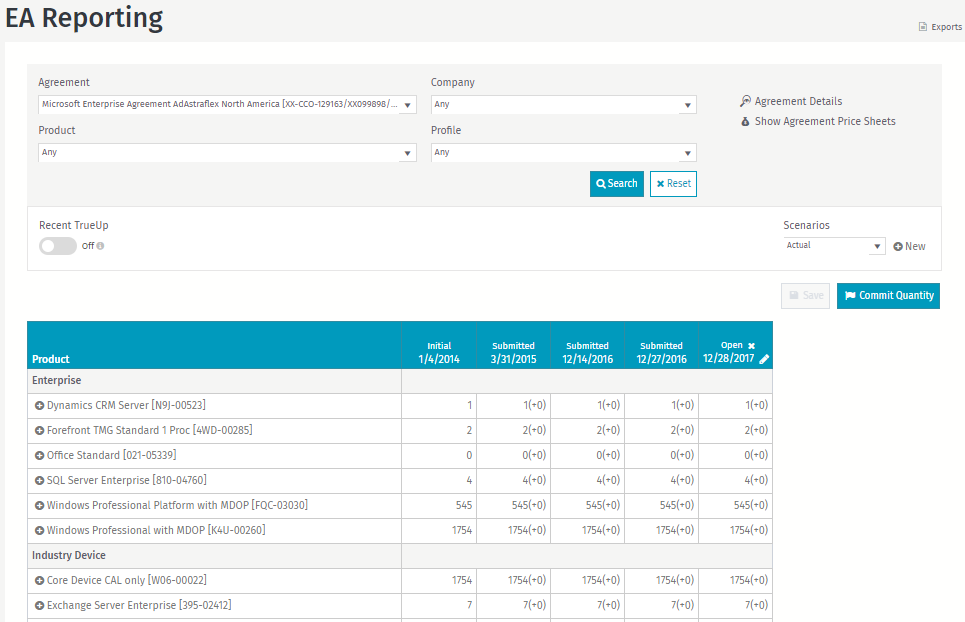 EA Reporting
Exports
Agreement
Company
Microsoft Enterprise Agreement AdAstraflex North America [XX-CCO-129163/XX099898/...
Any
Agreement Details
Show Agreement Price Sheets
Product
Profile
Any
Any
Search
Reset
Recent TrueUp
Scenarios
Off
Actual
New
Save
Commit Quantity
Product
Initial 1/4/2014
Submitted 3/31/2015
Submitted 12/14/2016
Submitted 12/27/2016
Open 12/28/2017
Enterprise
Dynamics CRM Server [N9J-00523] 1 1(+0) 1(+0) 1(+0) 1(+0)
Forefront TMG Standard 1 Proc [4WD-00285] 2 2(+0) 2(+0) 2(+0) 2(+0)
Office Standard [021-05339] 0 0(+0) 0(+0) 0(+0) 0(+0)
SQL Server Enterprise [810-04760] 4 4(+0) 4(+0) 4(+0) 4(+0)
Windows Professional Platform with MDOP [FQC-03030] 545 545(+0) 545(+0) 545(+0) 545(+0)
Windows Professional with MDOP [K4U-00260] 1754 1754(+0) 1754(+0) 1754(+0) 1754(+0)
Industry Device
Core Device CAL only [W06-00022] 1754 1754(+0) 1754(+0) 1754(+0) 1754(+0)
Exchange Server Enterprise [395-02412] 7 7(+0) 7(+0) 7(+0) 7(+0)